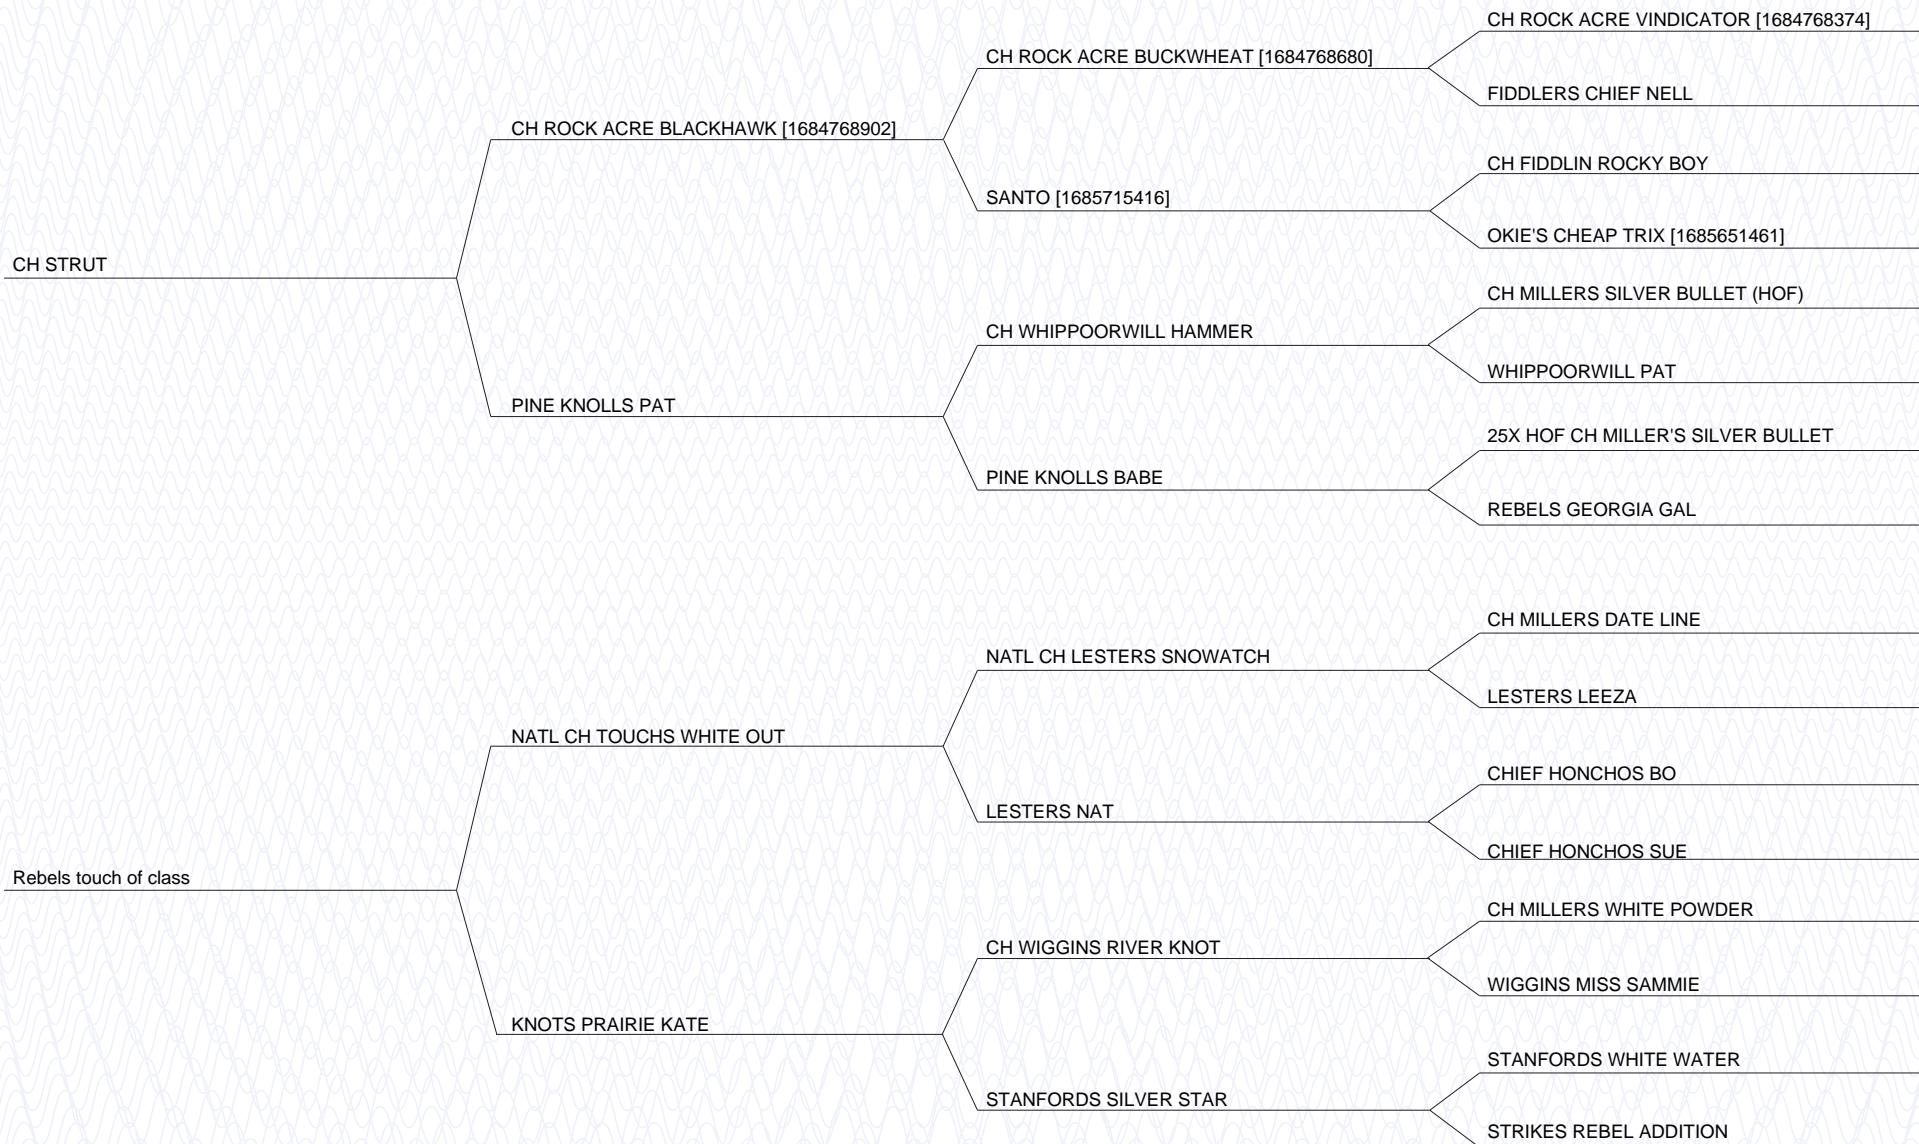 CH STRUT
CH ROCK ACRE BLACKHAWK [1684768902]
CH ROCK ACRE BUCKWHEAT [1684768680]
CH ROCK ACRE VINDICATOR [1684768374]
FIDDLERS CHIEF NELL
SANTO [1685715416]
CH FIDDLIN ROCKY BOY
OKIE'S CHEAP TRIX [1685651461]
PINE KNOLLS PAT
CH WHIPPOORWILL HAMMER
CH MILLERS SILVER BULLET (HOF)
WHIPPOORWILL PAT
PINE KNOLLS BABE
25X HOF CH MILLER'S SILVER BULLET
REBELS GEORGIA GAL
Rebels touch of class
NATL CH TOUCHS WHITE OUT
NATL CH LESTERS SNOWATCH
CH MILLERS DATE LINE
LESTERS LEEZA
LESTERS NAT
CHIEF HONCHOS BO
CHIEF HONCHOS SUE
KNOTS PRAIRIE KATE
CH WIGGINS RIVER KNOT
CH MILLERS WHITE POWDER
WIGGINS MISS SAMMIE
STANFORDS SILVER STAR
STANFORDS WHITE WATER
STRIKES REBEL ADDITION